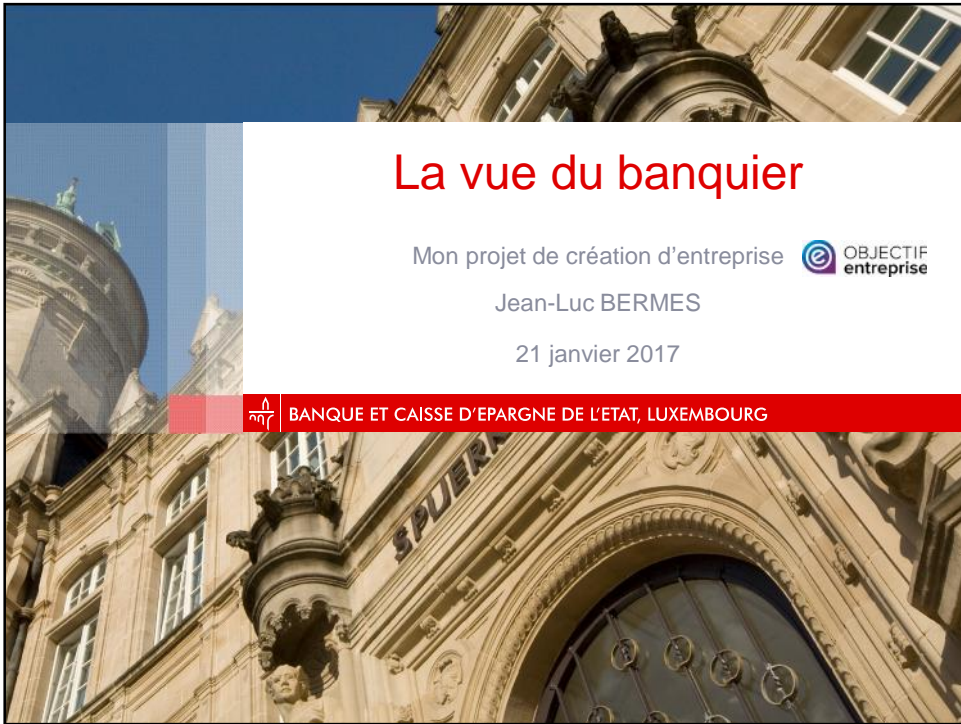 La vue du banquier
Mon projet de création d'entreprise
OBJECTIF
entreprise
Jean-Luc BERMES
21 janvier 2017
BANQUE ET CAISSE D'EPARGNE DE L'ETAT, LUXEMBOURG